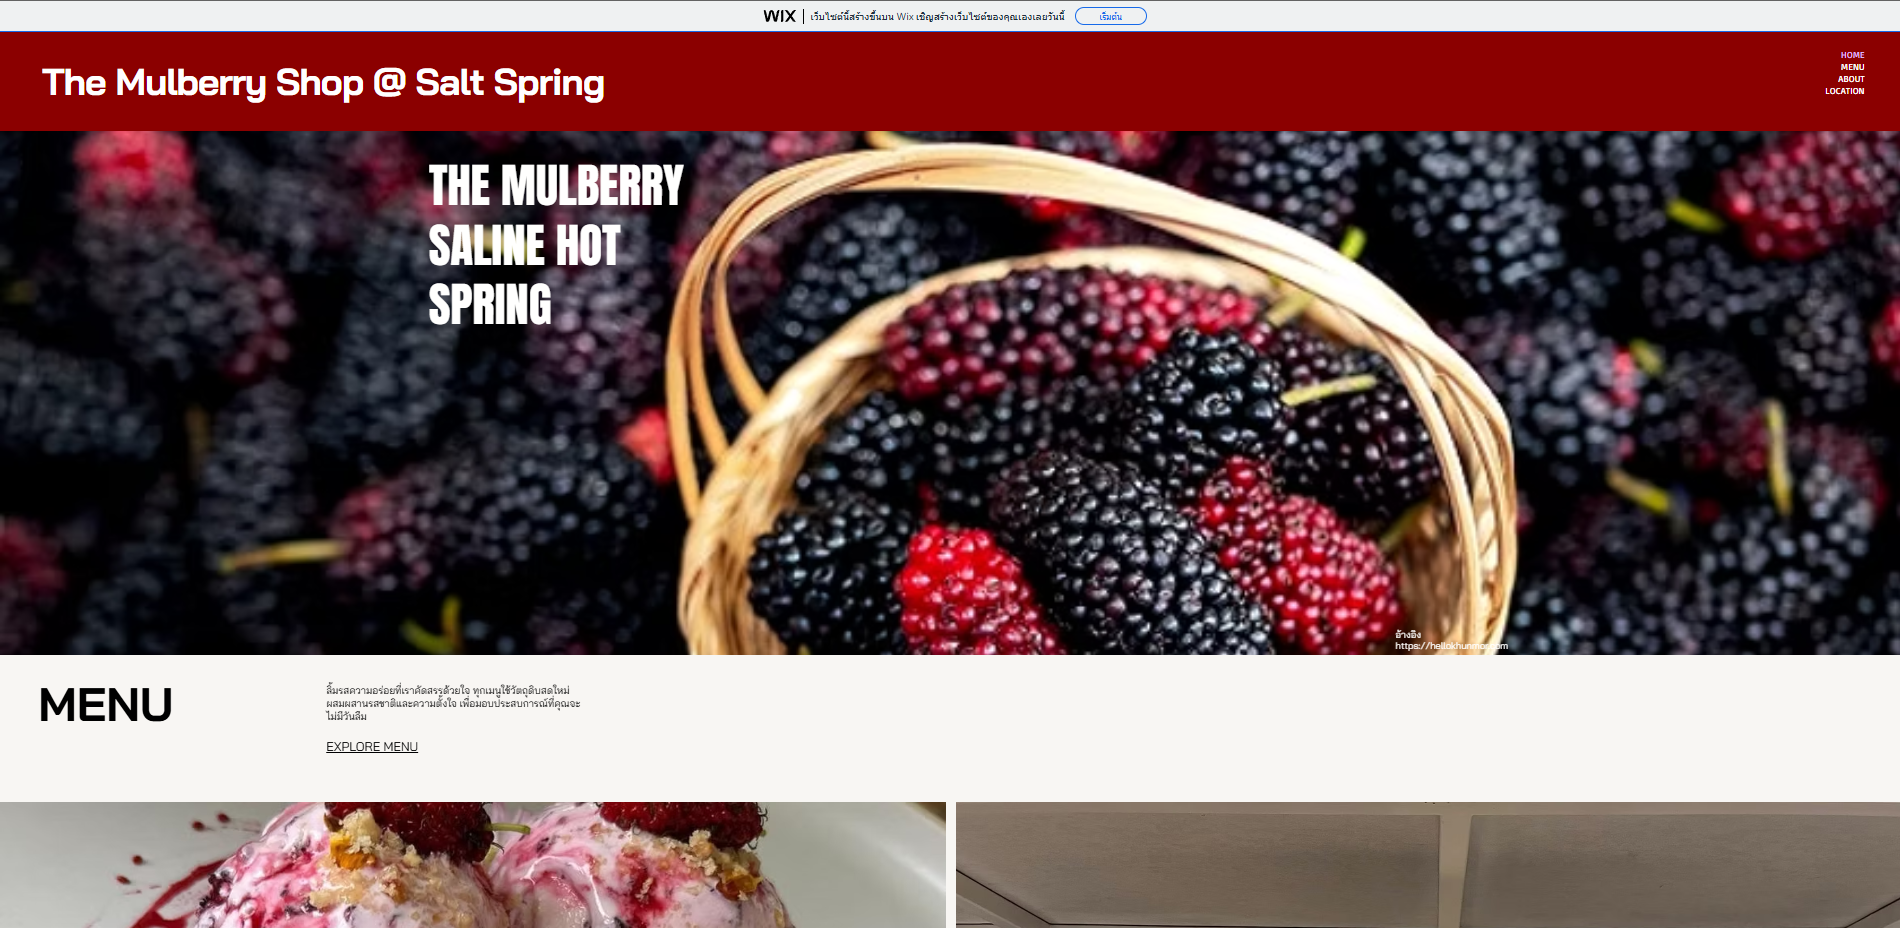 WIX เว็บไซต์นี้สร้างขึ้นบน Wix เชิญสร้างเว็บไซต์ของคุณเองเลยวันนี้ เริ่มต้น
The Mulberry Shop @ Salt Spring
HOME
MENU
ABOUT
LOCATION
THE MULBERRY
SALINE HOT
SPRING
อ้างอิง
https://hellokhunmor.com
MENU
ลิ้มรสความอร่อยที่เราคัดสรรด้วยใจ ทุกเมนูใช้วัตถุดิบสดใหม่
ผสมผสานรสชาติและความตั้งใจ เพื่อมอบประสบการณ์ที่คุณจะ
ไม่มีวันลืม
EXPLORE MENU